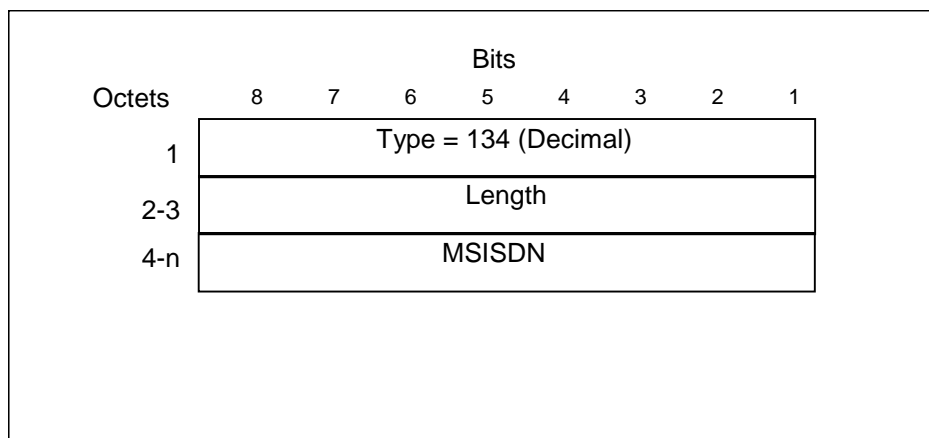 Bits
Octets 8 7 6 5 4 3 2 1
1 Type = 134 (Decimal)
2-3 Length
4-n MSISDN